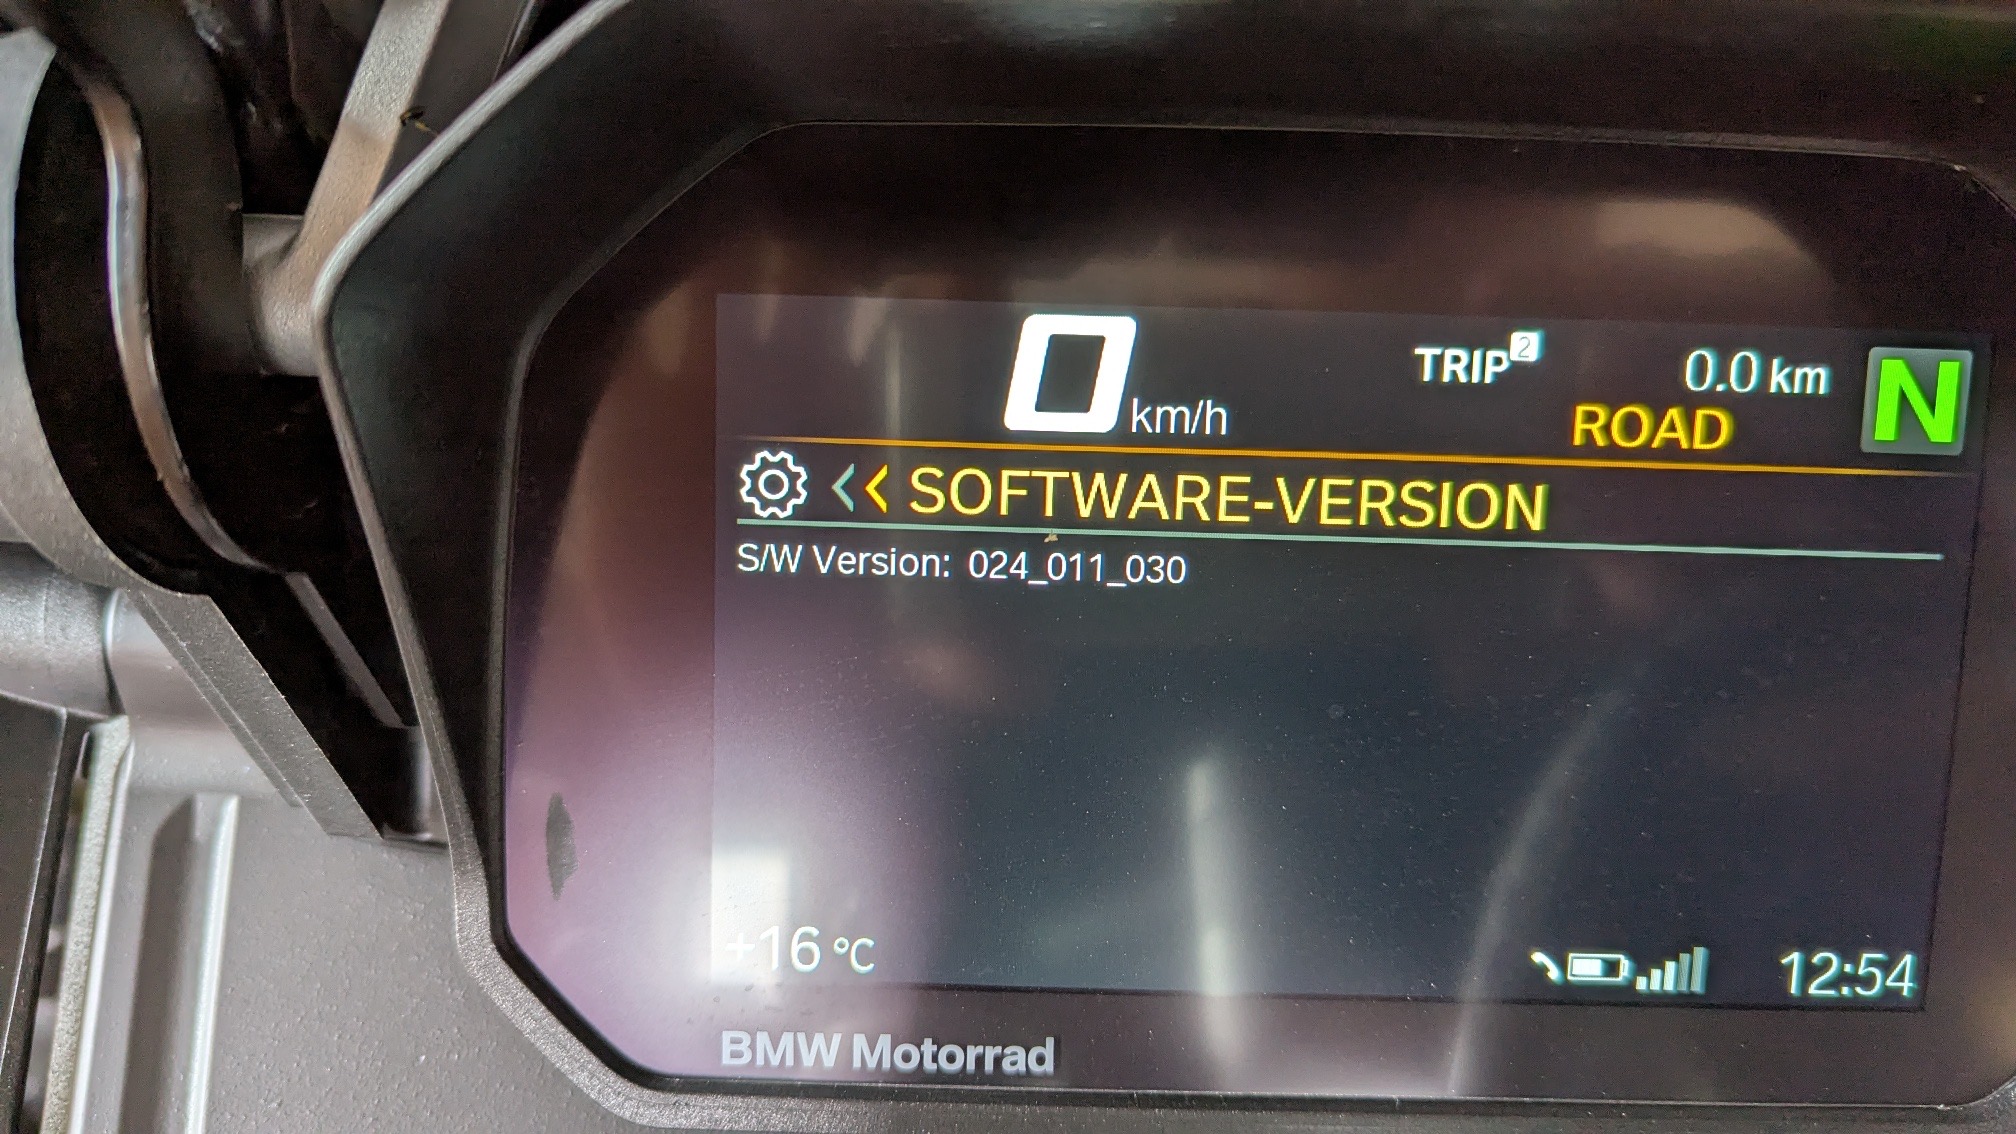 0 km/h TRIP 2 0.0 km N
ROAD
SOFTWARE-VERSION
S/W Version: 024_011_030
+16 °C 12:54
BMW Motorrad